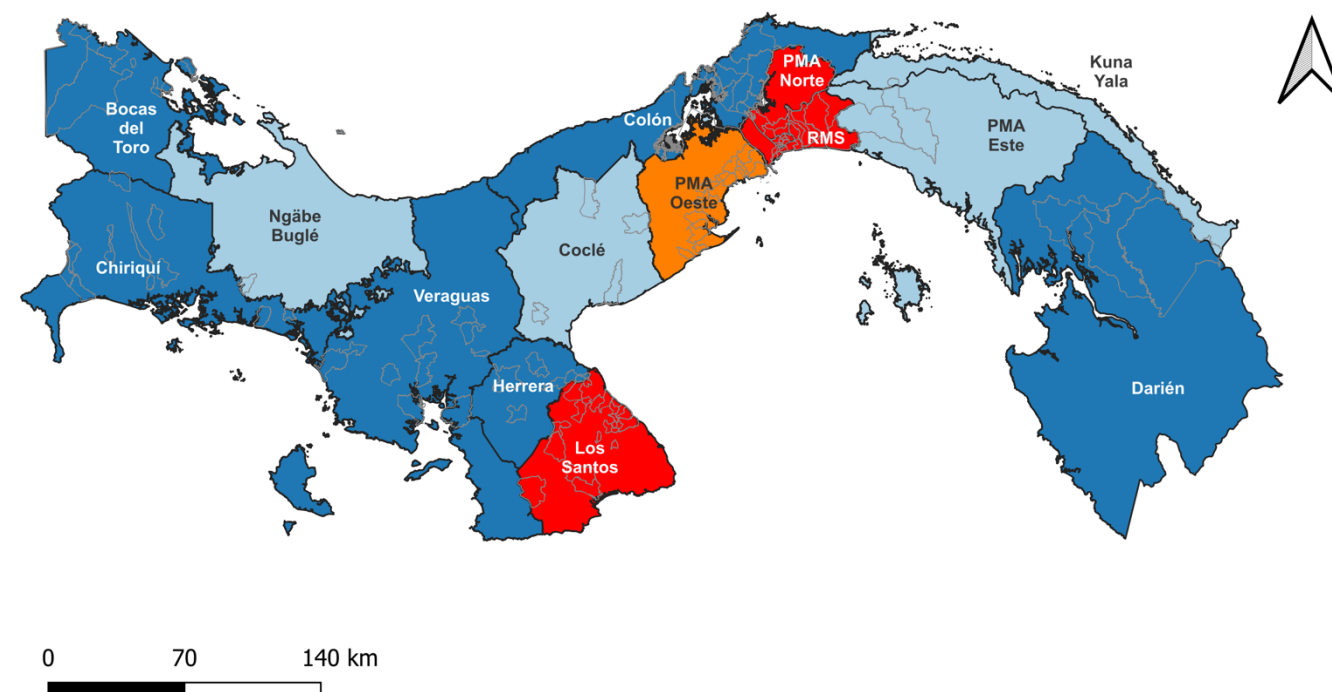 Kuna
Yala
PMA
Norte
Bocas
del
Toro
Colón
RMS
PMA
Este
PMA
Oeste
Ngäbe
Buglé
Coclé
Chiriquí
Veraguas
Herrera
Darién
Los
Santos
0 70 140 km